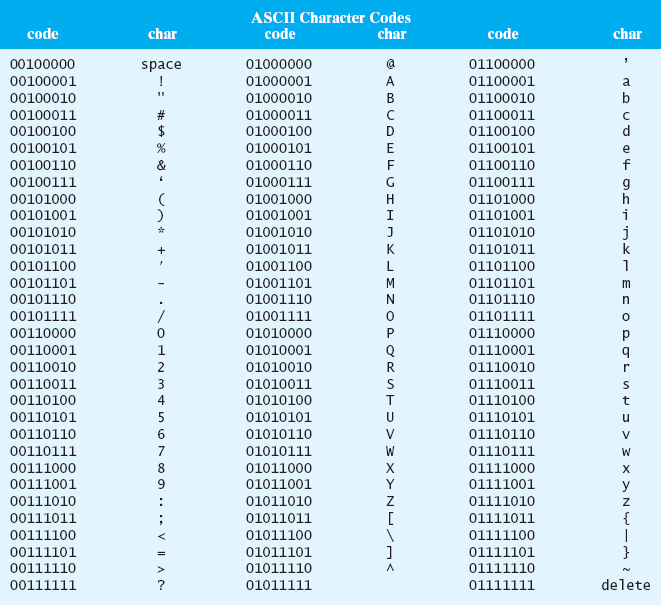 ASCII Character Codes
code char code char code char
00100000 space 01000000 @ 01100000 ’
00100001 ! 01000001 A 01100001 a
00100010 " 01000010 B 01100010 b
00100011 # 01000011 C 01100011 c
00100100 $ 01000100 D 01100100 d
00100101 % 01000101 E 01100101 e
00100110 & 01000110 F 01100110 f
00100111 ‘ 01000111 G 01100111 g
00101000 ( 01001000 H 01101000 h
00101001 ) 01001001 I 01101001 i
00101010 * 01001010 J 01101010 j
00101011 + 01001011 K 01101011 k
00101100 ′ 01001100 L 01101100 l
00101101 - 01001101 M 01101101 m
00101110 . 01001110 N 01101110 n
00101111 / 01001111 O 01101111 o
00110000 0 01010000 P 01110000 p
00110001 1 01010001 Q 01110001 q
00110010 2 01010010 R 01110010 r
00110011 3 01010011 S 01110011 s
00110100 4 01010100 T 01110100 t
00110101 5 01010101 U 01110101 u
00110110 6 01010110 V 01110110 v
00110111 7 01010111 W 01110111 w
00111000 8 01011000 X 01111000 x
00111001 9 01011001 Y 01111001 y
00111010 : 01011010 Z 01111010 z
00111011 ; 01011011 [ 01111011 {
00111100 < 01011100 \ 01111100 |
00111101 = 01011101 ] 01111101 }
00111110 > 01011110 ^ 01111110 ~
00111111 ? 01011111 01111111 delete